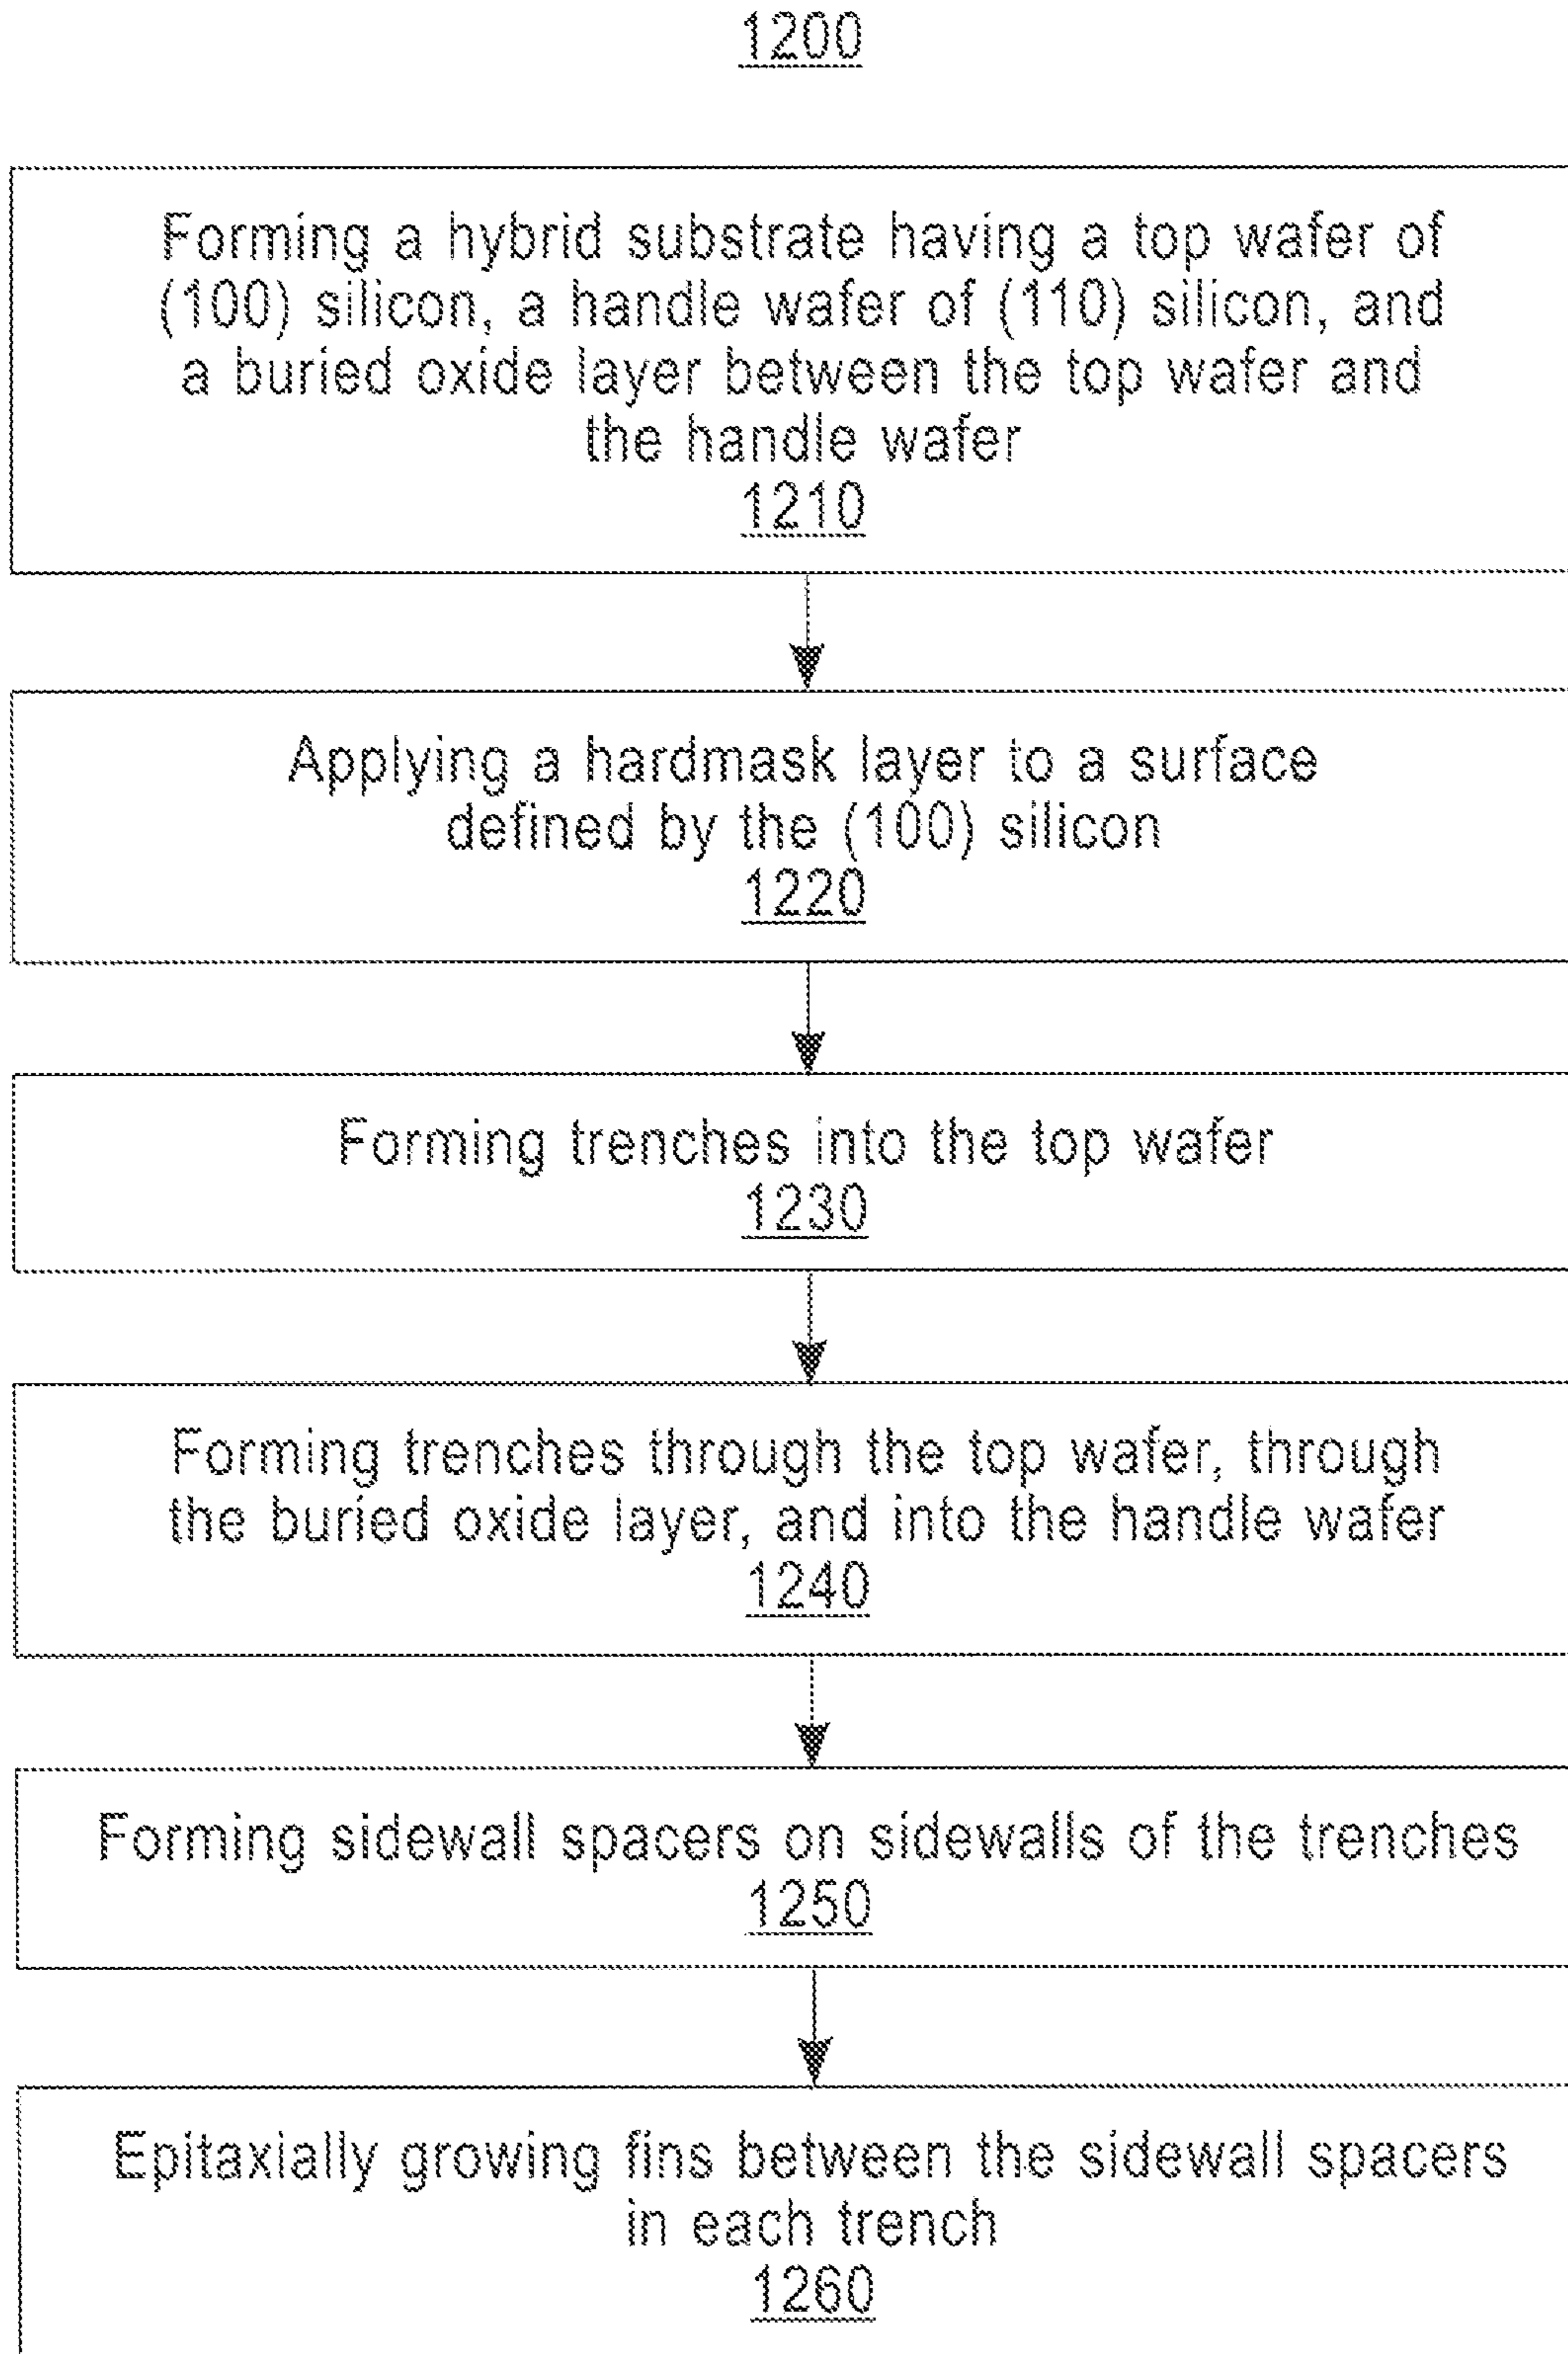 1200
Forming a hybrid substrate having a top wafer of
(100) silicon, a handle wafer of (110) silicon, and
a buried oxide layer between the top wafer and
the handle wafer
1210
Applying a hardmask layer to a surface
defined by the (100) silicon
1220
Forming trenches into the top wafer
1230
Forming trenches through the top wafer, through
the buried oxide layer, and into the handle wafer
1240
Forming sidewall spacers on sidewalls of the trenches
1250
Epitaxially growing fins between the sidewall spacers
in each trench
1260